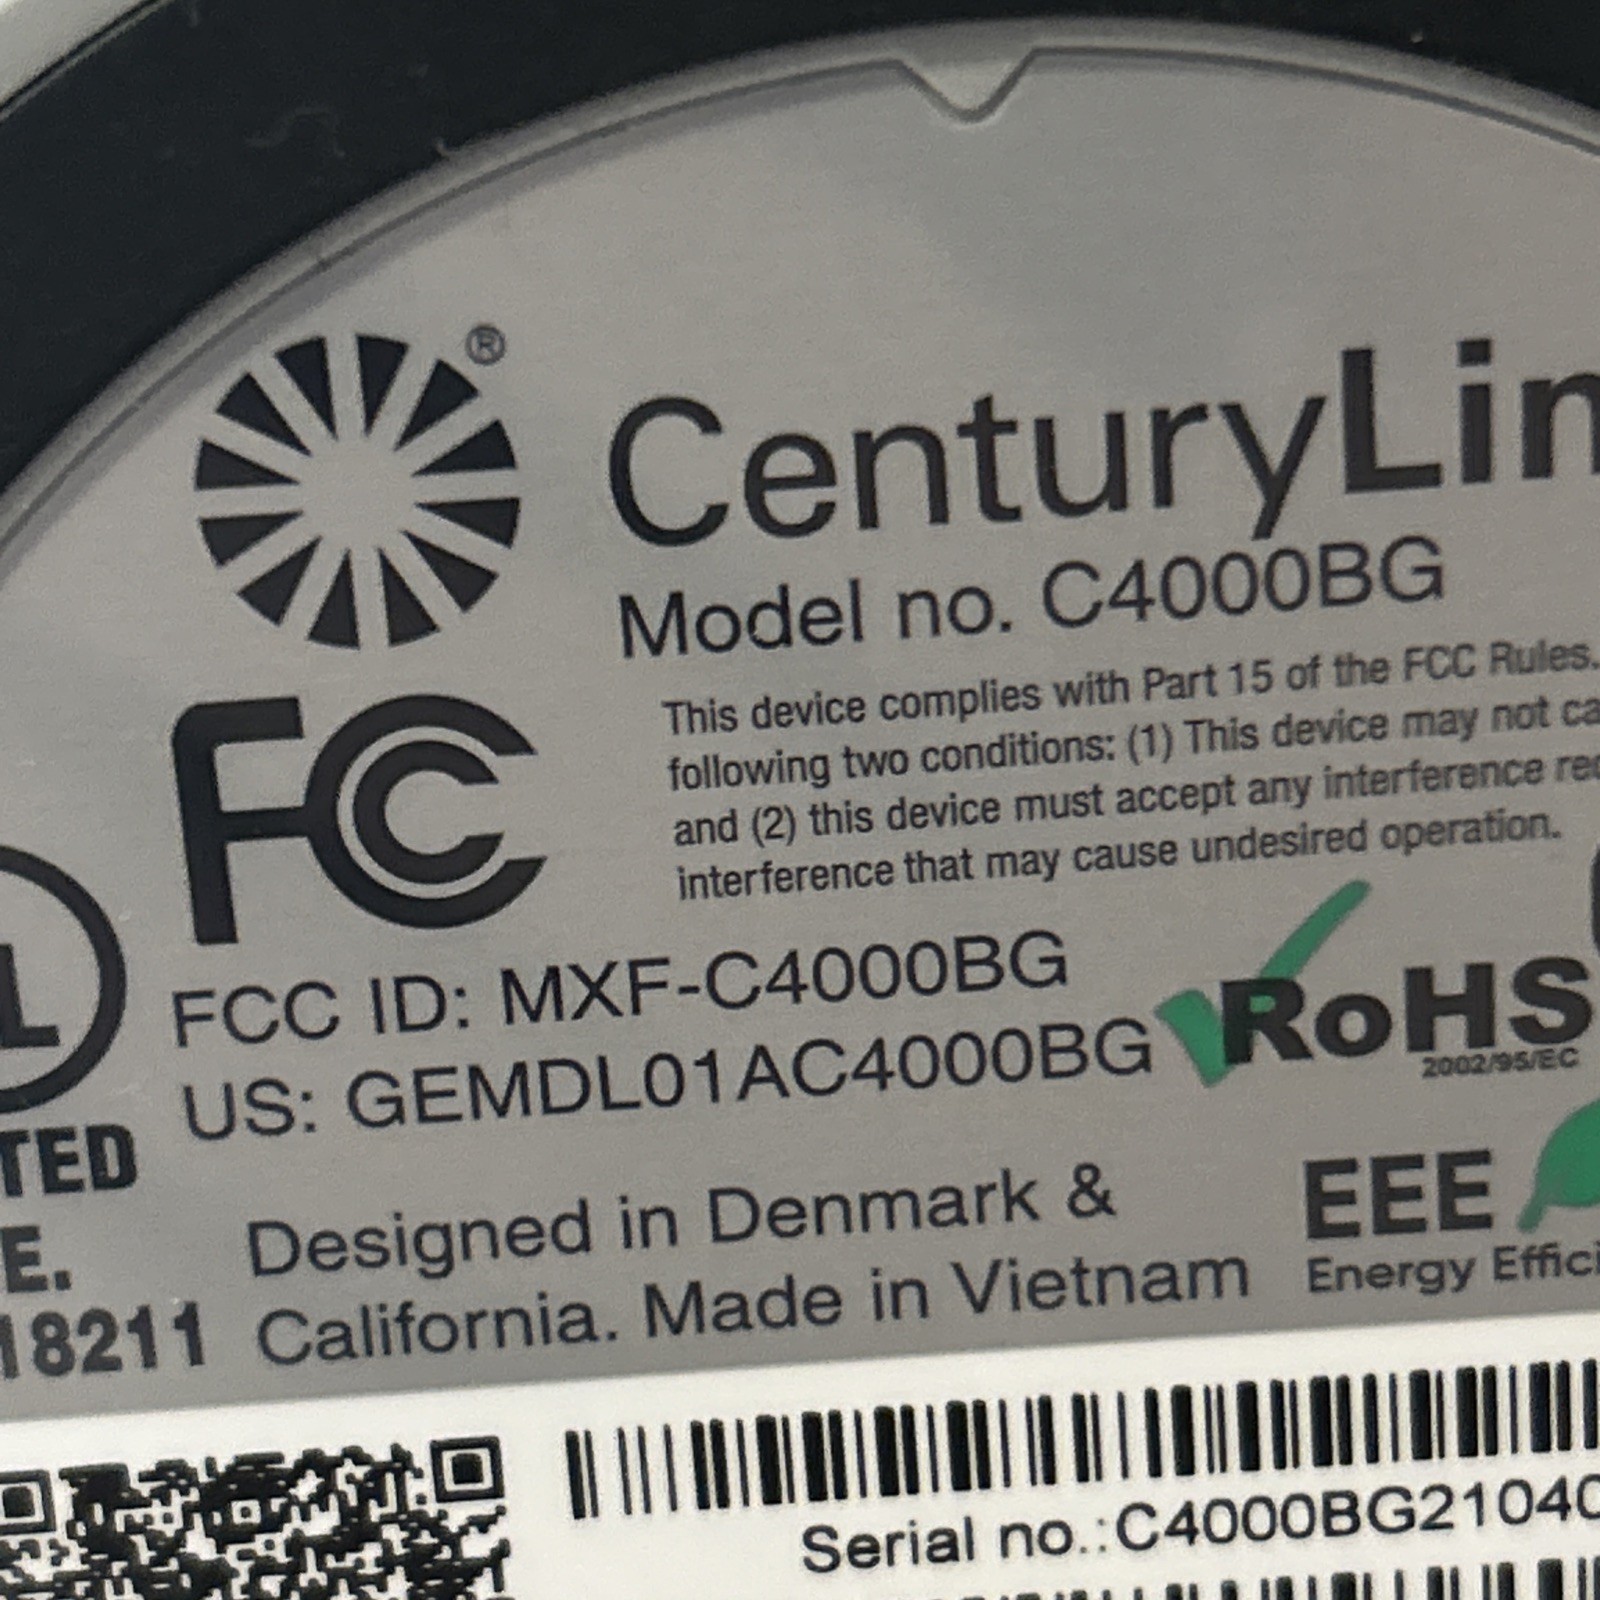 ®
CenturyLin
Model no. C4000BG
FC
This device complies with Part 15 of the FCC Rules.
following two conditions: (1) This device may not ca
and (2) this device must accept any interference rec
interference that may cause undesired operation.
L
FCC ID: MXF-C4000BG
US: GEMDL01AC4000BG
RoHS
2002/95/EC
TED
E.
18211
Designed in Denmark &
California. Made in Vietnam
EEE
Energy Effici
Serial no.:C4000BG21040